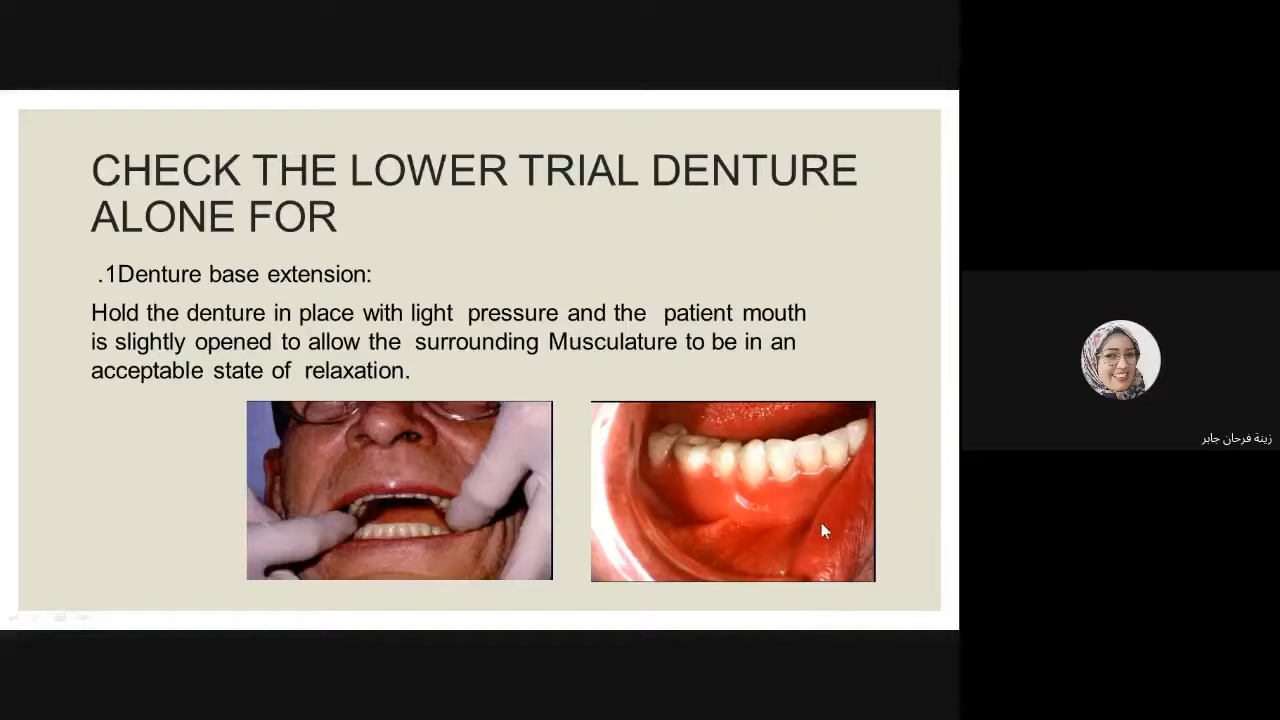 CHECK THE LOWER TRIAL DENTURE
ALONE FOR
.1Denture base extension:
Hold the denture in place with light pressure and the patient mouth
is slightly opened to allow the surrounding Musculature to be in an
acceptable state of relaxation.
زينة فرحان جابر